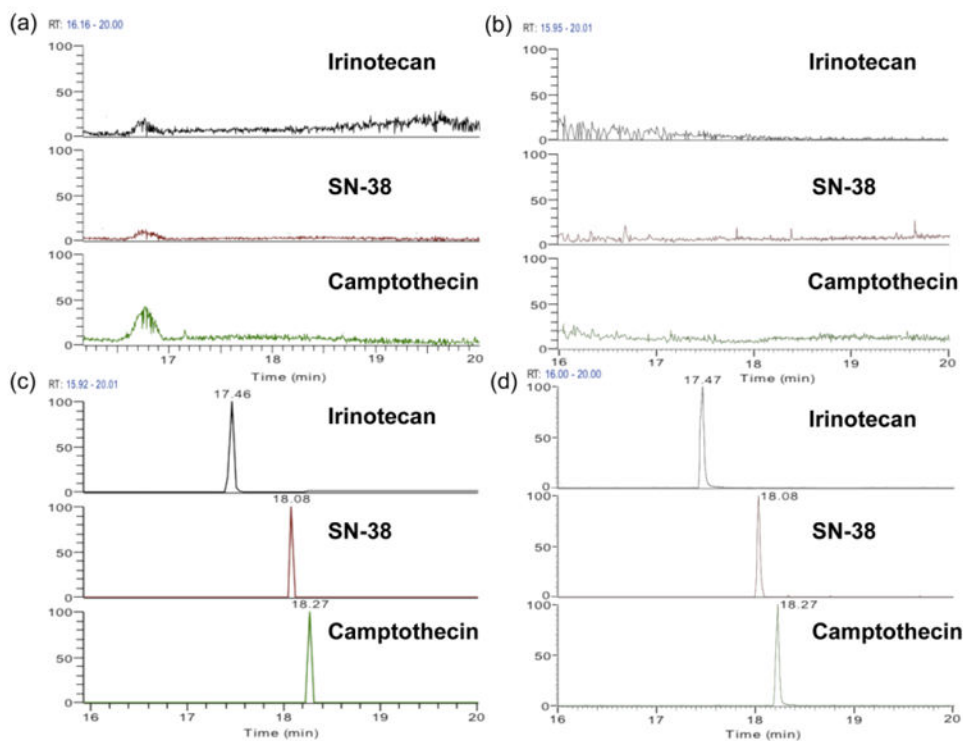 (a)
RT: 16.16 - 20.00
Irinotecan
100
50
0
SN-38
100
50
0
Camptothecin
100
50
0
17 18 19 20
Time (min)
(b)
RT: 15.95 - 20.01
Irinotecan
100
50
0
SN-38
100
50
0
Camptothecin
100
50
0
16 17 18 19 20
Time (min)
(c)
RT: 15.92 - 20.01
17.46
Irinotecan
100
50
0
18.08
SN-38
100
50
0
18.27
Camptothecin
100
50
0
16 17 18 19 20
Time (min)
(d)
RT: 16.00 - 20.00
17.47
Irinotecan
100
50
0
18.08
SN-38
100
50
0
18.27
Camptothecin
100
50
0
16 17 18 19 20
Time (min)